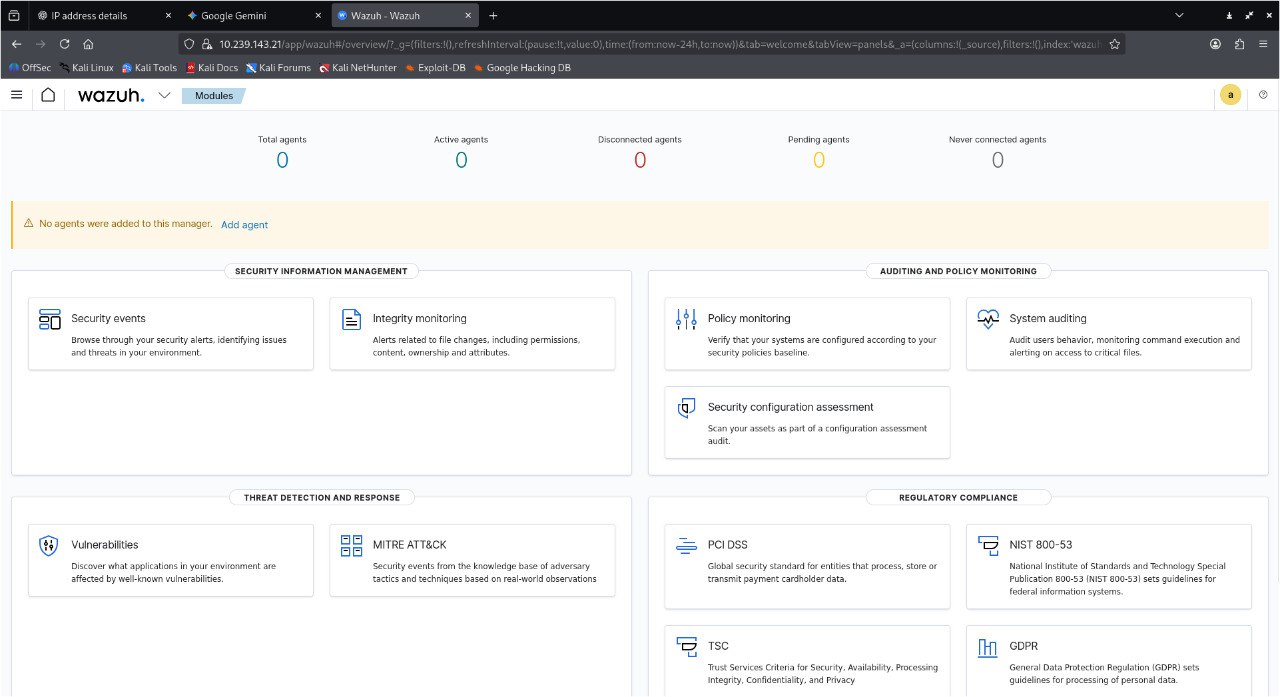 IP address details
Google Gemini
Wazuh - Wazuh
10.239.143.21/app/wazuh#/overview/?_g=(filters:!(),refreshInterval:(pause:!t,value:0),time:(from:now-24h,to:now))&tab=welcome&tabView=panels&_a=(columns:!(_source),filters:!(),index:'wazuh
OffSec
Kali Linux
Kali Tools
Kali Docs
Kali Forums
Kali NetHunter
Exploit-DB
Google Hacking DB
wazuh.
Modules
a
Total agents
0
Active agents
0
Disconnected agents
0
Pending agents
0
Never connected agents
0
No agents were added to this manager. Add agent
SECURITY INFORMATION MANAGEMENT
Security events
Browse through your security alerts, identifying issues
and threats in your environment.
Integrity monitoring
Alerts related to file changes, including permissions,
content, ownership and attributes.
AUDITING AND POLICY MONITORING
Policy monitoring
Verify that your systems are configured according to your
security policies baseline.
System auditing
Audit users behavior, monitoring command execution and
alerting on access to critical files.
Security configuration assessment
Scan your assets as part of a configuration assessment
audit.
THREAT DETECTION AND RESPONSE
Vulnerabilities
Discover what applications in your environment are
affected by well-known vulnerabilities.
MITRE ATT&CK
Security events from the knowledge base of adversary
tactics and techniques based on real-world observations
REGULATORY COMPLIANCE
PCI DSS
Global security standard for entities that process, store or
transmit payment cardholder data.
NIST 800-53
National Institute of Standards and Technology Special
Publication 800-53 (NIST 800-53) sets guidelines for
federal information systems.
TSC
Trust Services Criteria for Security, Availability, Processing
Integrity, Confidentiality, and Privacy
GDPR
General Data Protection Regulation (GDPR) sets
guidelines for processing of personal data.